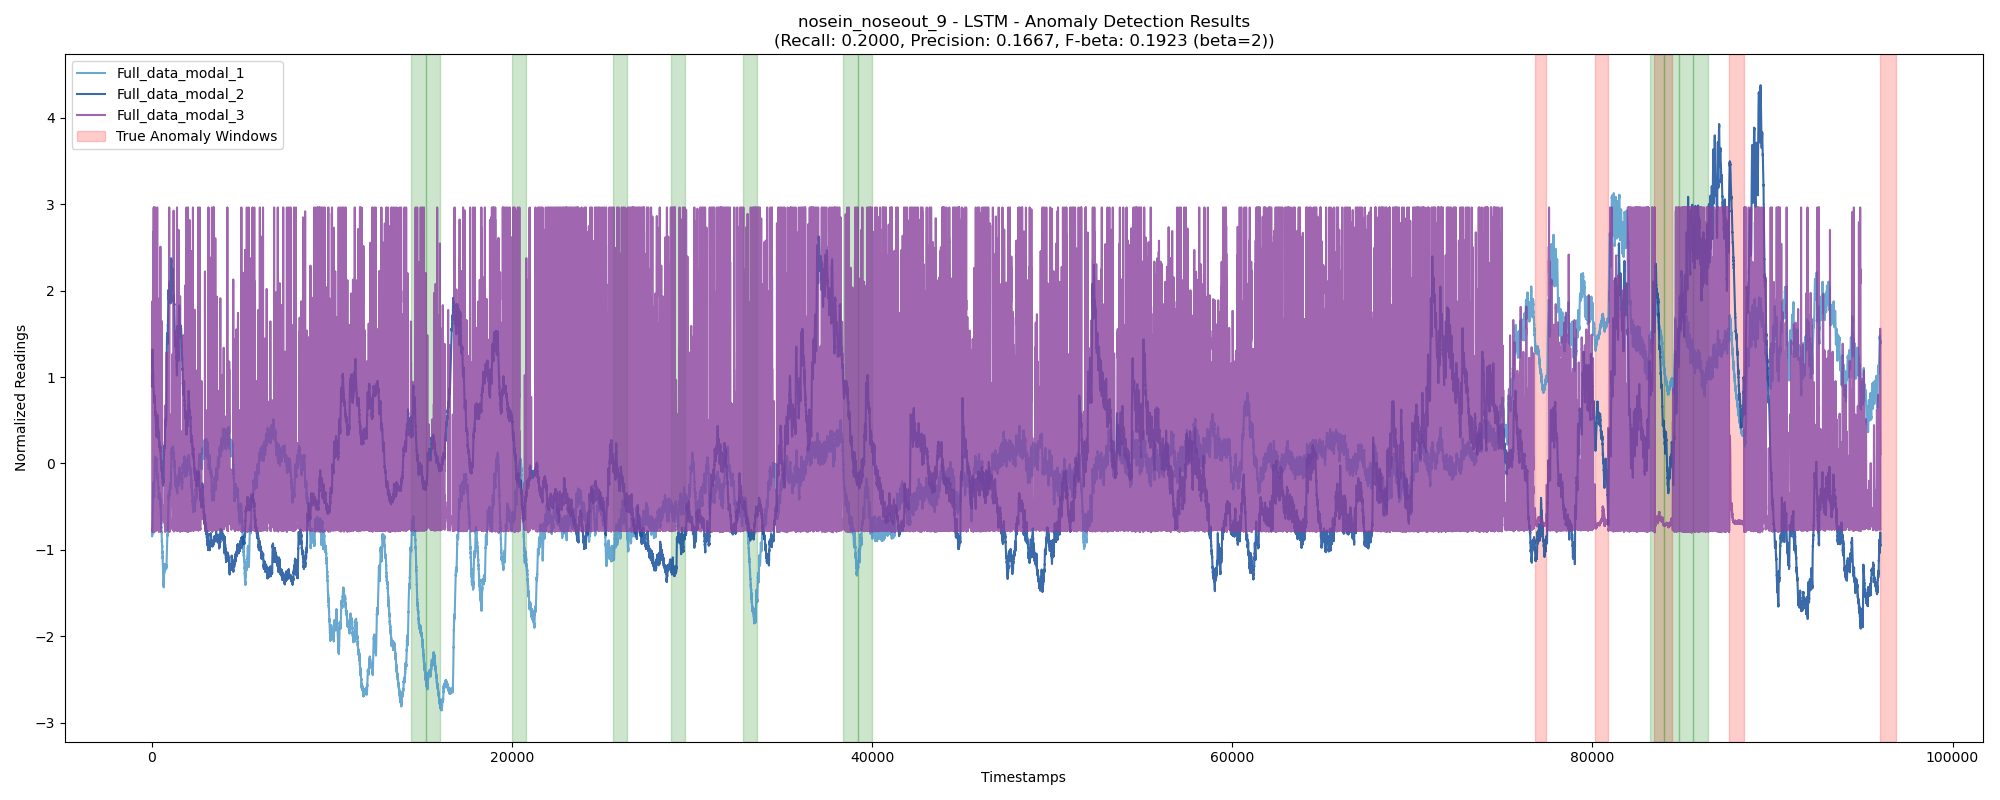 nosein_noseout_9 - LSTM - Anomaly Detection Results
(Recall: 0.2000, Precision: 0.1667, F-beta: 0.1923 (beta=2))
Full_data_modal_1
Full_data_modal_2
Full_data_modal_3
True Anomaly Windows
Normalized Readings
4
3
2
1
0
−1
−2
−3
0
20000
40000
60000
80000
100000
Timestamps